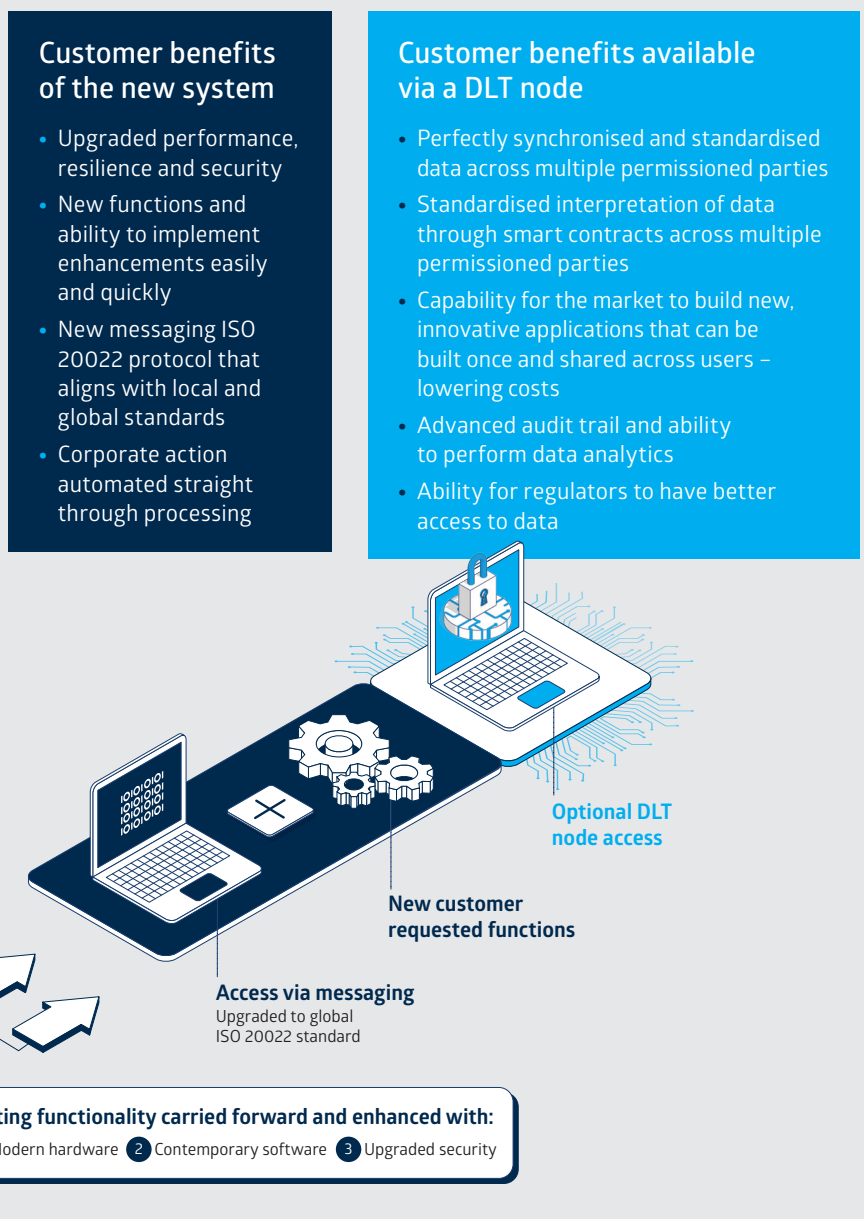 Customer benefits
of the new system
• Upgraded performance,
resilience and security
• New functions and
ability to implement
enhancements easily
and quickly
• New messaging ISO
20022 protocol that
aligns with local and
global standards
• Corporate action
automated straight
through processing
Customer benefits available
via a DLT node
• Perfectly synchronised and standardised
data across multiple permissioned parties
• Standardised interpretation of data
through smart contracts across multiple
permissioned parties
• Capability for the market to build new,
innovative applications that can be
built once and shared across users –
lowering costs
• Advanced audit trail and ability
to perform data analytics
• Ability for regulators to have better
access to data
IOIOIOI
OIOIOIO
OIOIOIO
IOIOIOI
Optional DLT
node access
New customer
requested functions
Access via messaging
Upgraded to global
ISO 20022 standard
functionality carried forward and enhanced with:
hardware 2 Contemporary software 3 Upgraded security